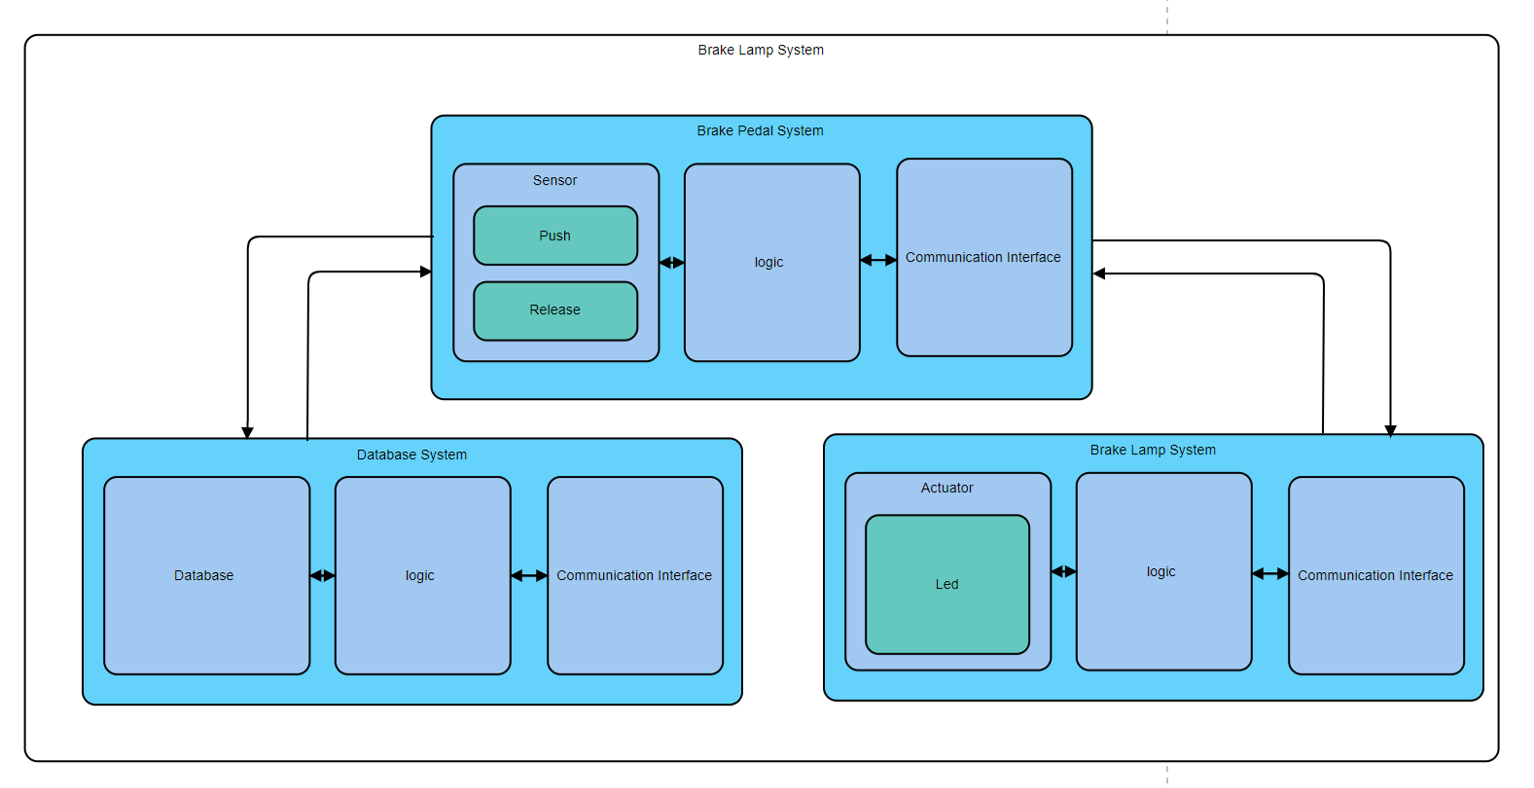 Brake Lamp System
Brake Pedal System
Sensor
Push
Release
logic
Communication Interface
Database System
Database
logic
Communication Interface
Brake Lamp System
Actuator
Led
logic
Communication Interface